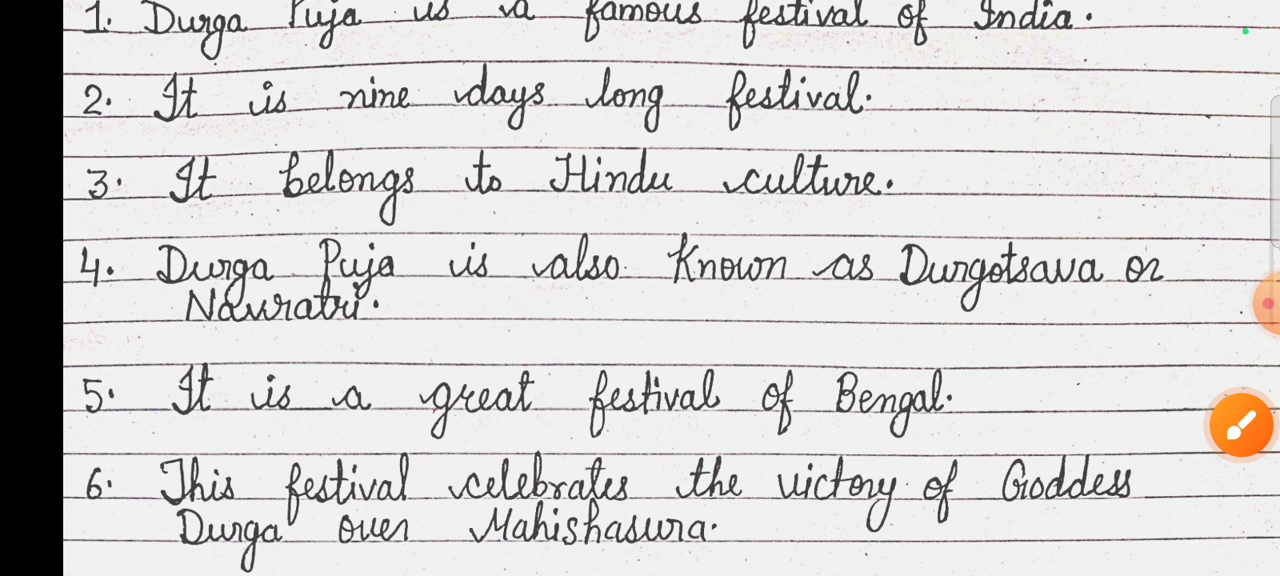 1. Durga Puja is a famous festival of India.
2. It is nine days long festival.
3. It belongs to Hindu culture.
4. Durga Puja is also known as Durgotsava or
Navratri.
5. It is a great festival of Bengal.
6. This festival celebrates the victory of Goddess
Durga over Mahishasura.